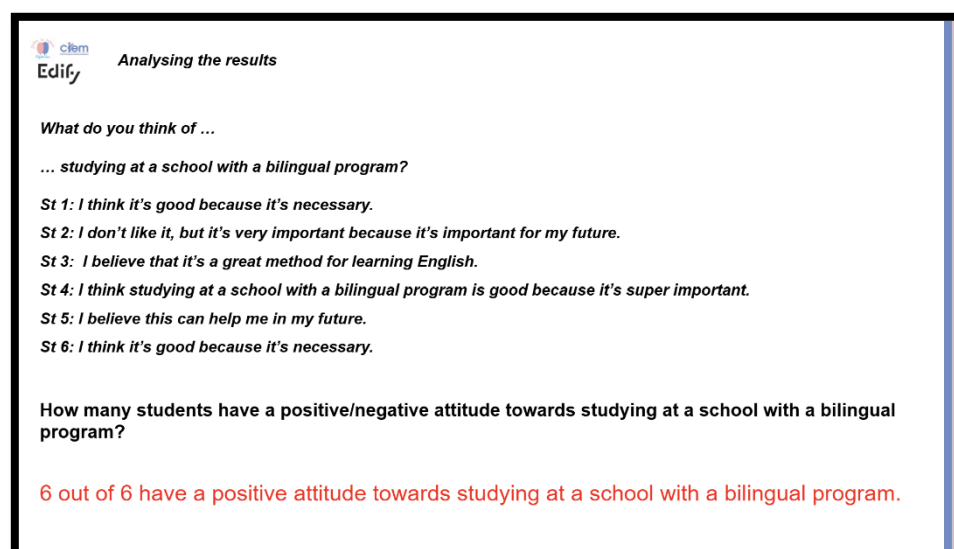 ciem
Edify
Analysing the results
What do you think of …
… studying at a school with a bilingual program?
St 1: I think it’s good because it’s necessary.
St 2: I don’t like it, but it’s very important because it’s important for my future.
St 3: I believe that it’s a great method for learning English.
St 4: I think studying at a school with a bilingual program is good because it’s super important.
St 5: I believe this can help me in my future.
St 6: I think it’s good because it’s necessary.
How many students have a positive/negative attitude towards studying at a school with a bilingual
program?
6 out of 6 have a positive attitude towards studying at a school with a bilingual program.